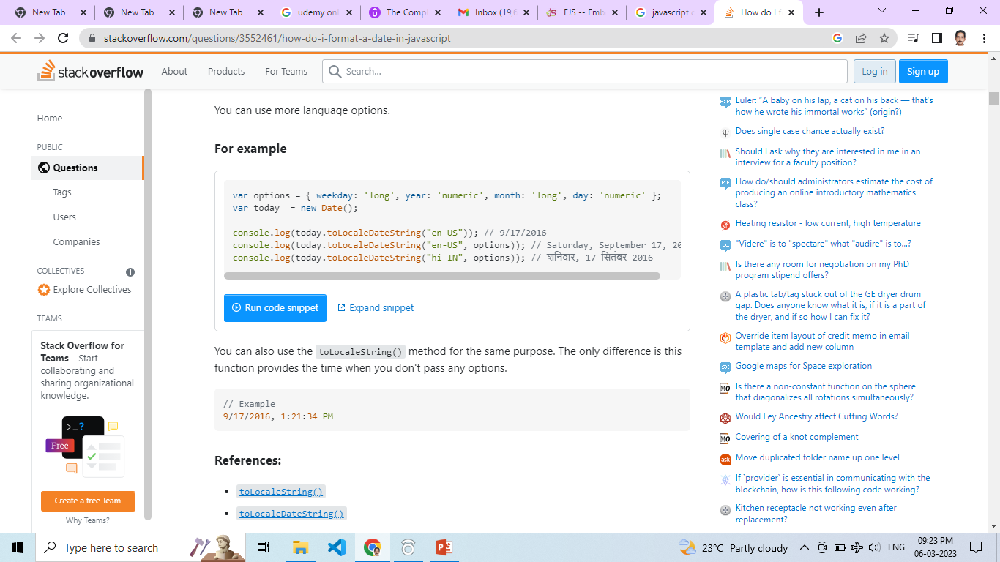 New Tab
New Tab
New Tab
udemy onl
The Compl
Inbox (19,6
EJS -- Emb
javascript c
How do I f
stackoverflow.com/questions/3552461/how-do-i-format-a-date-in-javascript
stackoverflow
About
Products
For Teams
Search...
Log in
Sign up
Home
PUBLIC
Questions
Tags
Users
Companies
COLLECTIVES
Explore Collectives
TEAMS
Stack Overflow for
Teams – Start
collaborating and
sharing organizational
knowledge.
>_?
Free
Create a free Team
Why Teams?
You can use more language options.
For example
var options = { weekday: 'long', year: 'numeric', month: 'long', day: 'numeric' };
var today  = new Date();
console.log(today.toLocaleDateString("en-US")); // 9/17/2016
console.log(today.toLocaleDateString("en-US", options)); // Saturday, September 17, 20
console.log(today.toLocaleDateString("hi-IN", options)); // शनिवार, 17 सितंबर 2016
Run code snippet
Expand snippet
You can also use the toLocaleString() method for the same purpose. The only difference is this
function provides the time when you don't pass any options.
// Example
9/17/2016, 1:21:34 PM
References:
toLocaleString()
toLocaleDateString()
HSM
Euler: “A baby on his lap, a cat on his back — that’s
how he wrote his immortal works” (origin?)
φ
Does single case chance actually exist?
Should I ask why they are interested in me in an
interview for a faculty position?
ME
How do/should administrators estimate the cost of
producing an online introductory mathematics
class?
Heating resistor - low current, high temperature
Lo.
"Videre" is to "spectare" what "audire" is to...?
Is there any room for negotiation on my PhD
program stipend offers?
A plastic tab/tag stuck out of the GE dryer drum
gap. Does anyone know what it is, if it is a part of
the dryer, and if so how I can fix it?
Override item layout of credit memo in email
template and add new column
SX
Google maps for Space exploration
MO
Is there a non-constant function on the sphere
that diagonalizes all rotations simultaneously?
Would Fey Ancestry affect Cutting Words?
MO
Covering of a knot complement
ask
Move duplicated folder name up one level
If `provider` is essential in communicating with the
blockchain, how is this following code working?
Kitchen receptacle not working even after
replacement?
Type here to search
23°C Partly cloudy
ENG
09:23 PM
06-03-2023